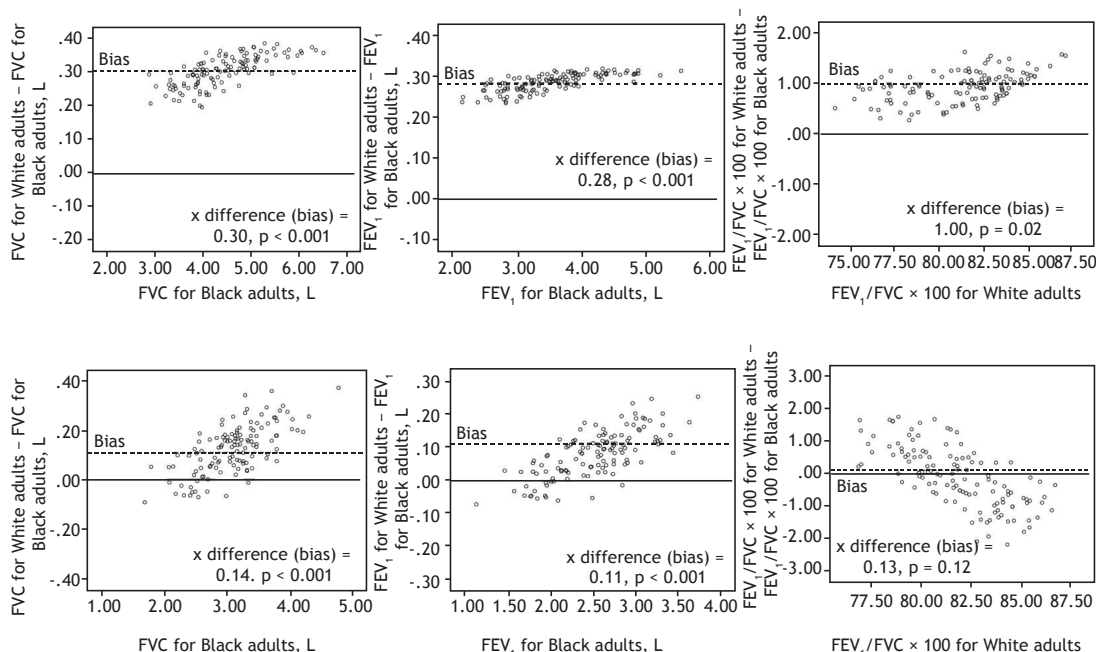 FVC for White adults – FVC for
Black adults, L
.40
.30
.20
.10
.00
-.10
-.20
Bias
x difference (bias) =
0.30, p < 0.001
2.00 3.00 4.00 5.00 6.00 7.00
FVC for Black adults, L
FEV1 for White adults – FEV1
for Black adults, L
.40
.30
.20
.10
.00
-.10
Bias
x difference (bias) =
0.28, p < 0.001
2.00 3.00 4.00 5.00 6.00
FEV1 for Black adults, L
FEV1/FVC × 100 for White adults –
FEV1/FVC × 100 for Black adults
2.00
1.00
.00
-1.00
-2.00
Bias
x difference (bias) =
1.00, p = 0.02
75.00 77.50 80.00 82.50 85.00 87.50
FEV1/FVC × 100 for White adults
FVC for White adults – FVC for
Black adults, L
.40
.20
.00
-.20
-.40
Bias
x difference (bias) =
0.14. p < 0.001
1.00 2.00 3.00 4.00 5.00
FVC for Black adults, L
FEV1 for White adults – FEV1
for Black adults, L
.30
.20
.10
.00
-.10
-.20
-.30
Bias
x difference (bias) =
0.11, p < 0.001
1.00 2.00 3.00 4.00
FEV1 for Black adults, L
FEV1/FVC × 100 for White adults –
FEV1/FVC × 100 for Black adults
3.00
2.00
1.00
.00
-1.00
-2.00
-3.00
Bias
x difference (bias) =
0.13, p = 0.12
77.50 80.00 82.50 85.00 87.50
FEV1/FVC × 100 for White adults